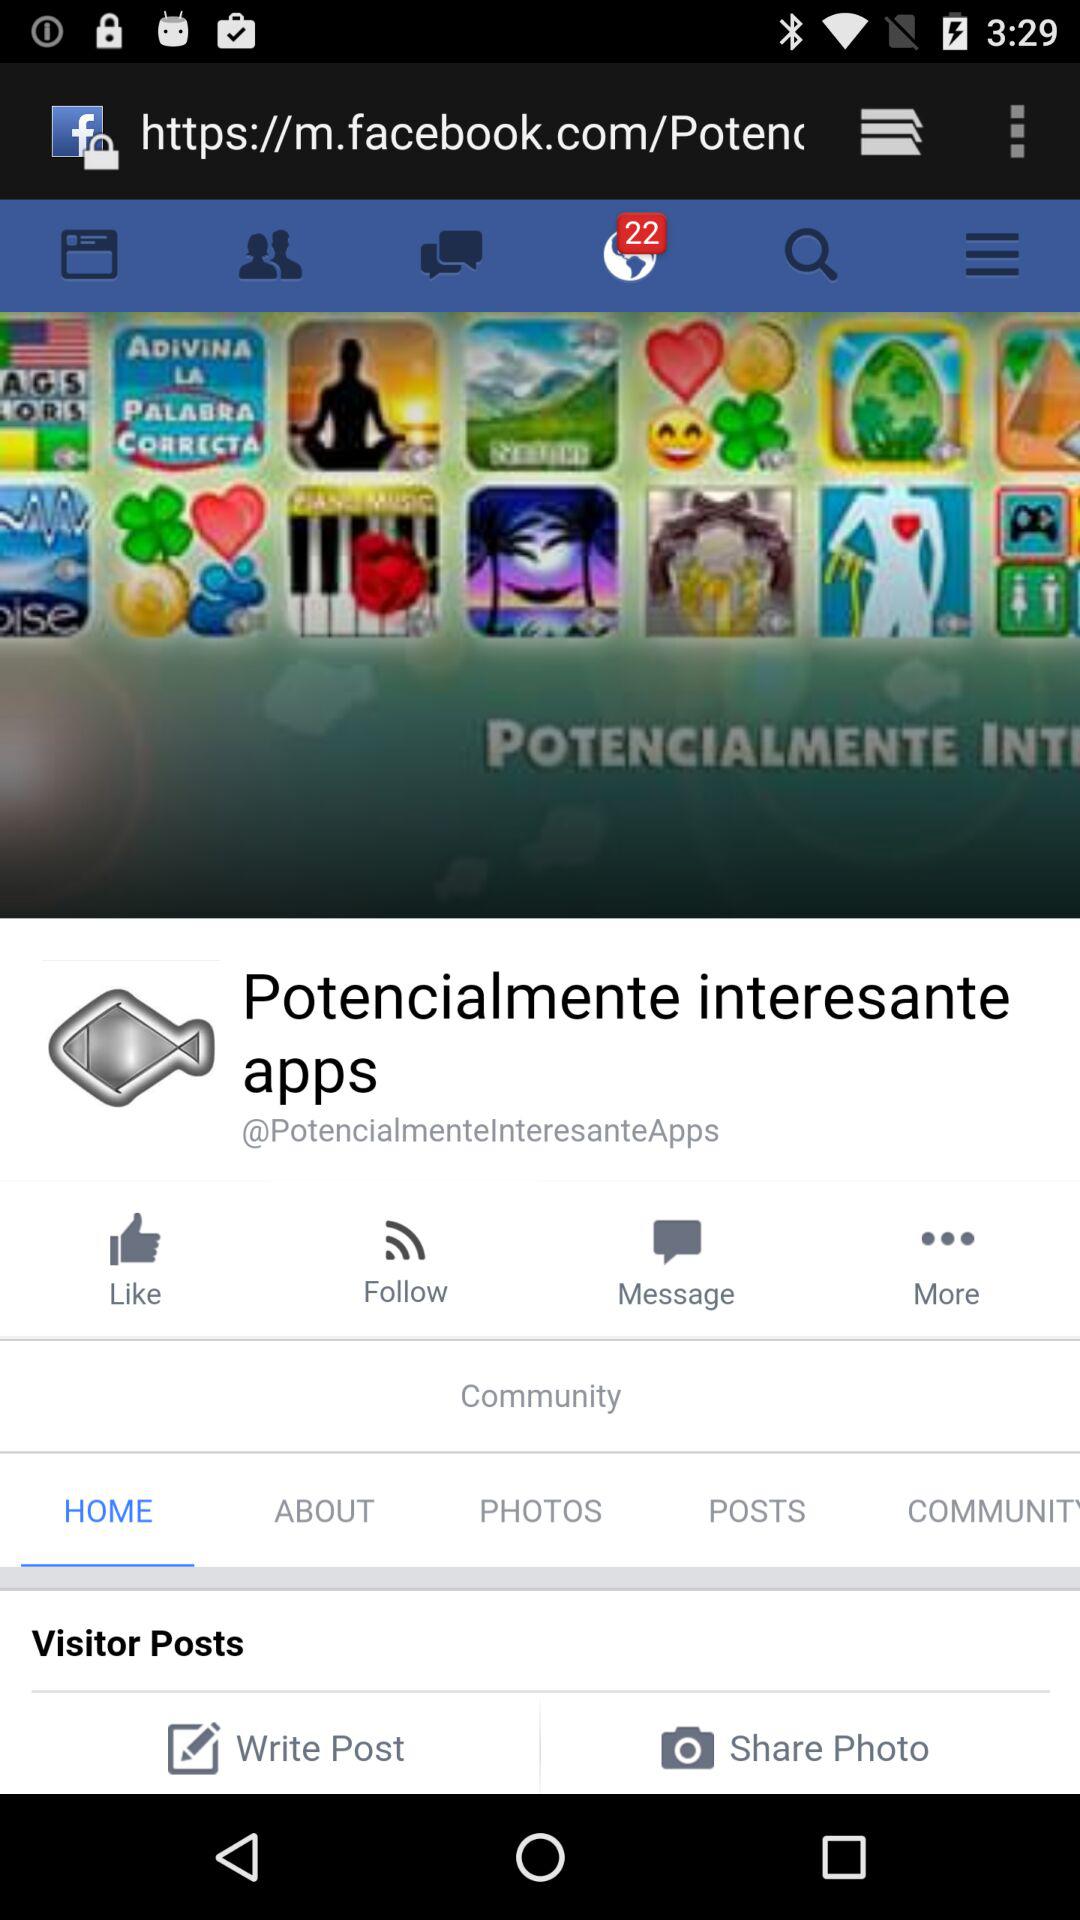 3:29
https://m.facebook.com/Potenc
22
AGS
ADIVINA
LA
PALABRA
CORRECTA
PIANO MUSIC
oise
POTENCIALMENTE INT
Potencialmente interesante
apps
@PotencialmenteInteresanteApps
Like
Follow
Message
More
Community
HOME
ABOUT
PHOTOS
POSTS
COMMUNITY
Visitor Posts
Write Post
Share Photo